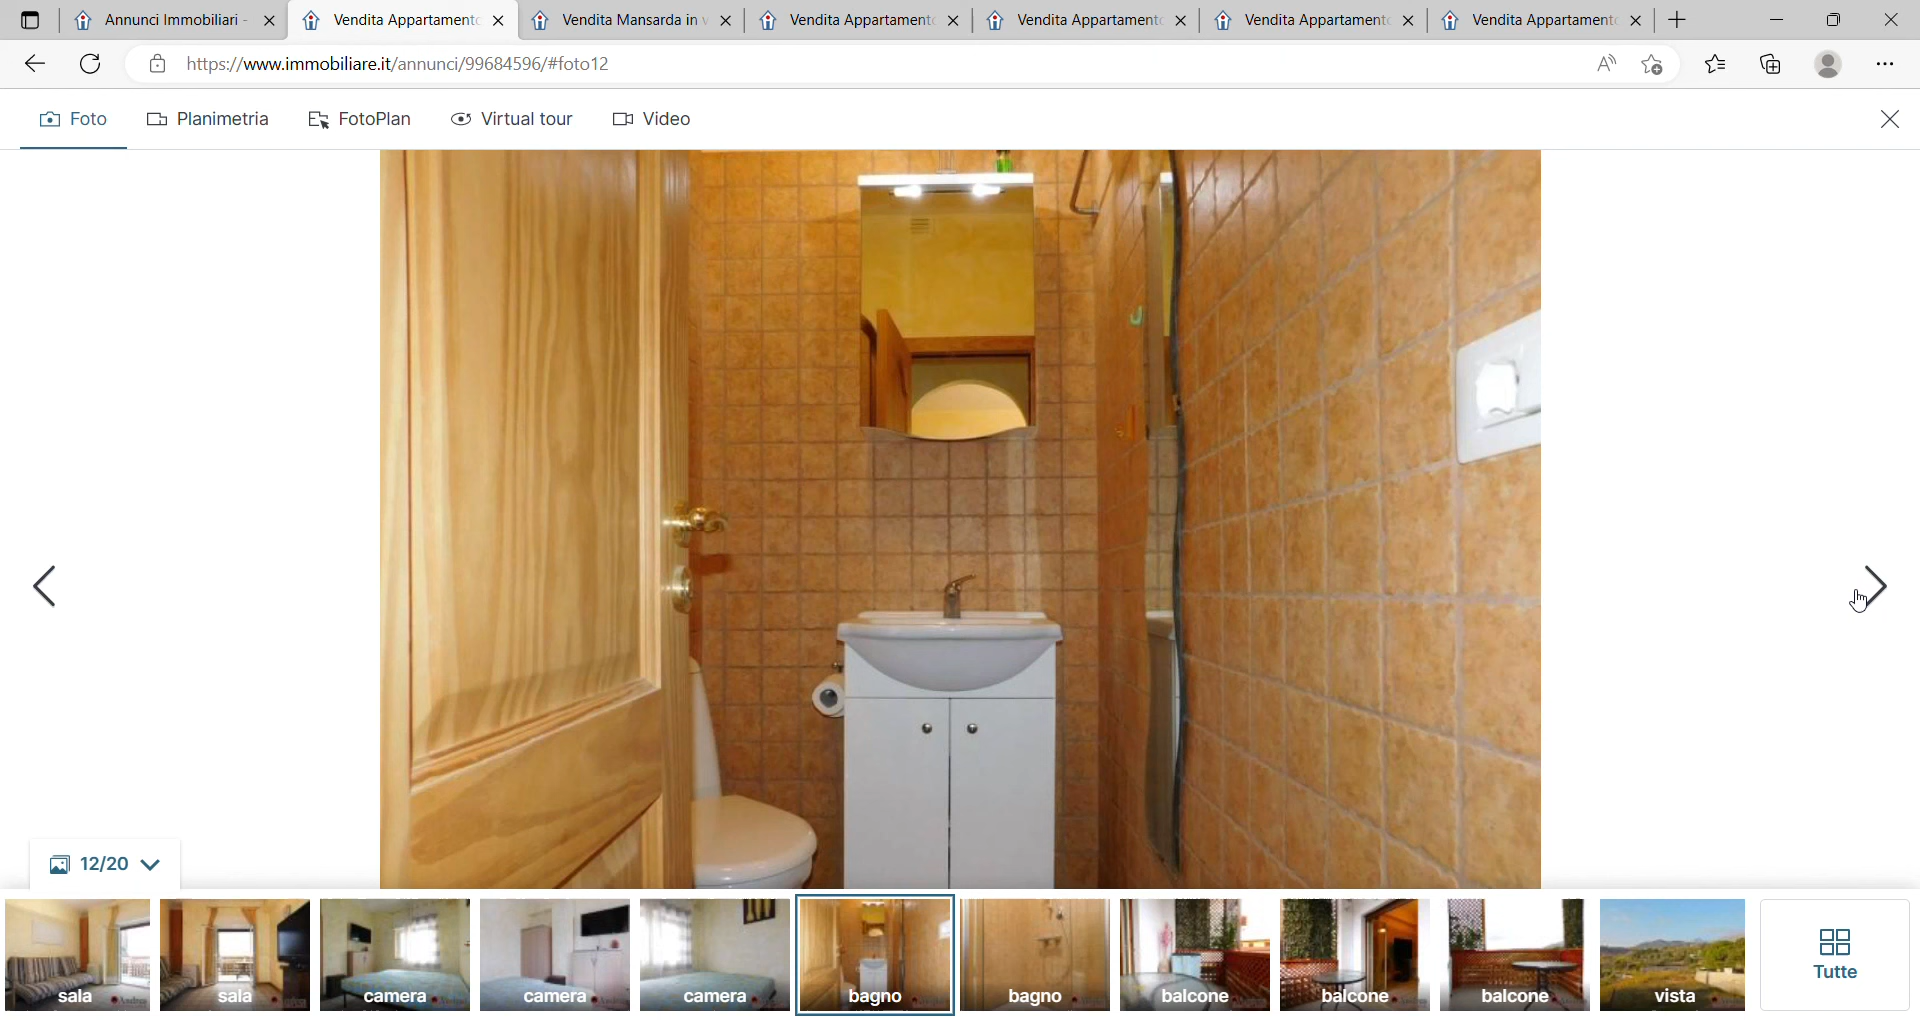 Annunci Immobiliari -
Vendita Appartament
Vendita Mansarda in v
Vendita Appartament
Vendita Appartament
Vendita Appartament
Vendita Appartament
https://www.immobiliare.it/annunci/99684596/#foto12
Foto
Planimetria
FotoPlan
Virtual tour
Video
12/20
sala
sala
camera
camera
camera
bagno
bagno
balcone
balcone
balcone
vista
Tutte